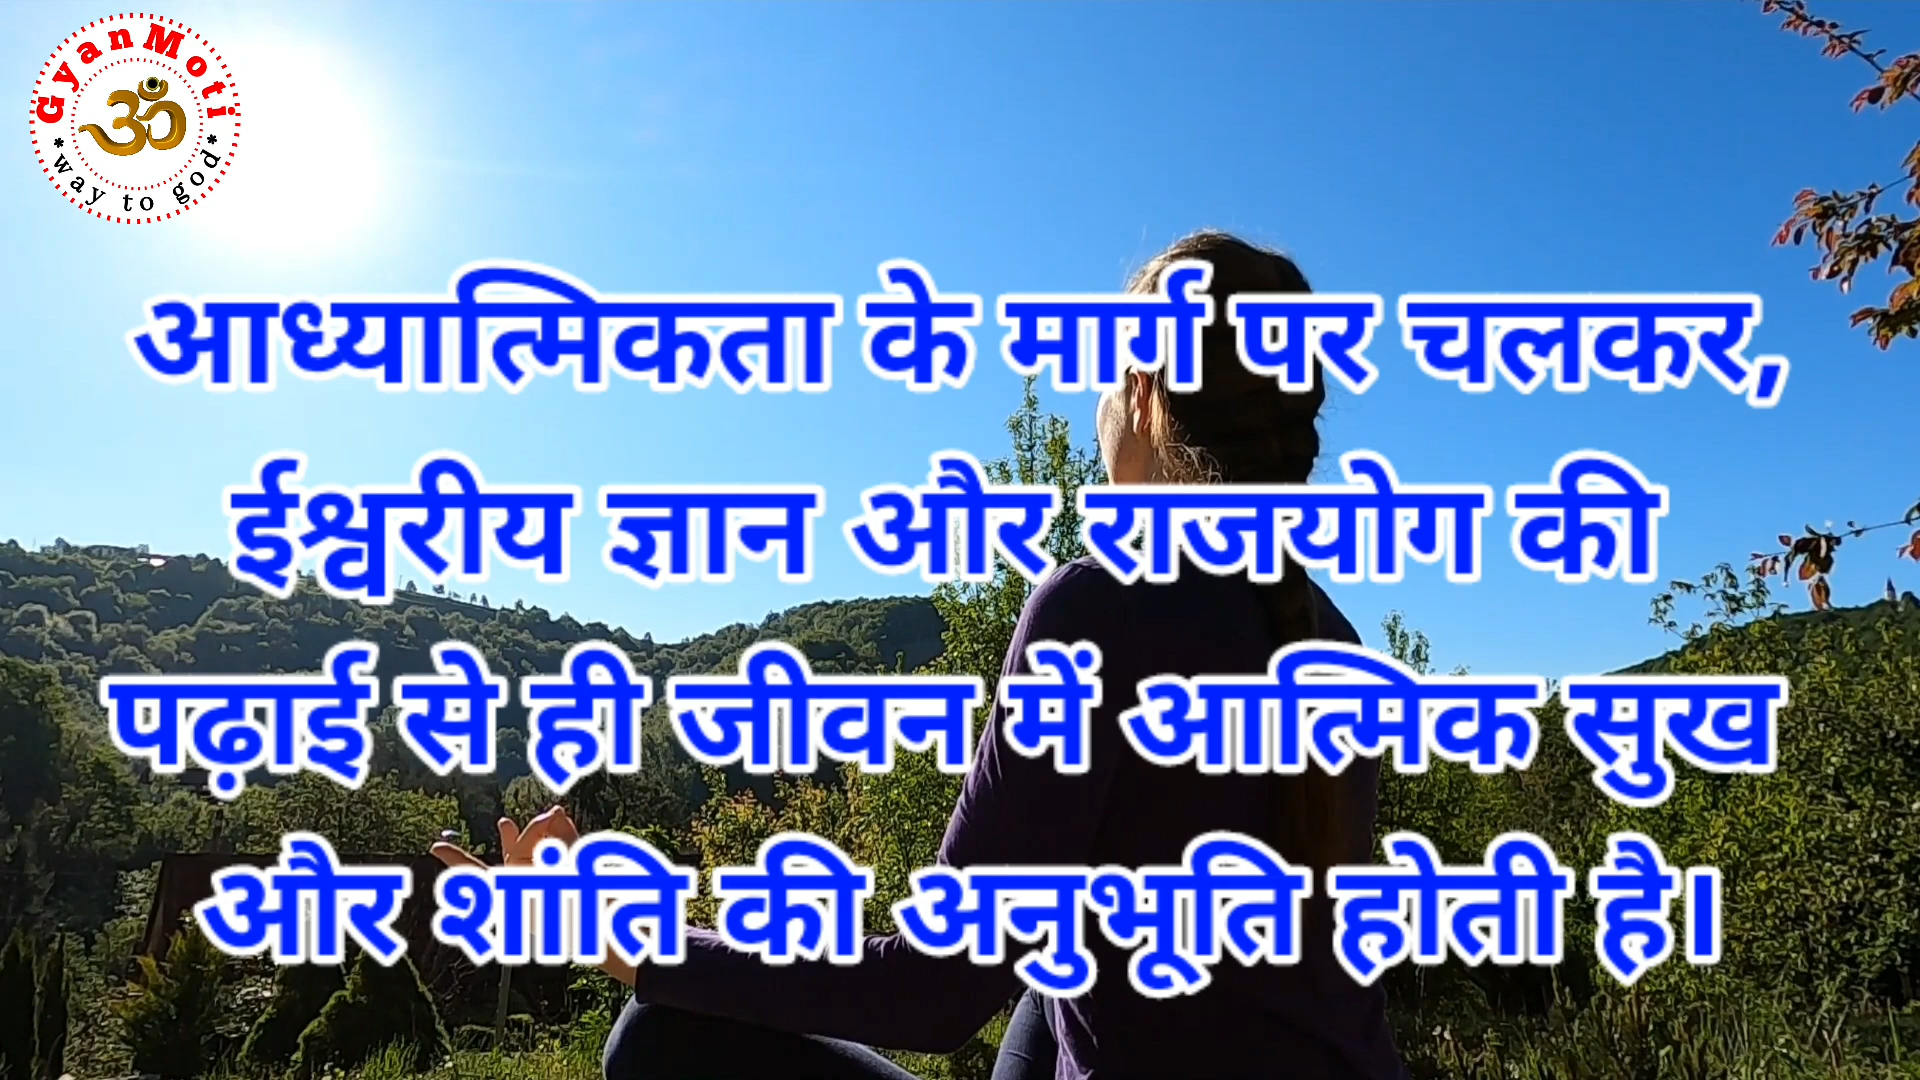 GyanMoti
ॐ
*way to god*
आध्यात्मिकता के मार्ग पर चलकर,
ईश्वरीय ज्ञान और राजयोग की
पढ़ाई से ही जीवन में आत्मिक सुख
और शांति की अनुभूति होती है।